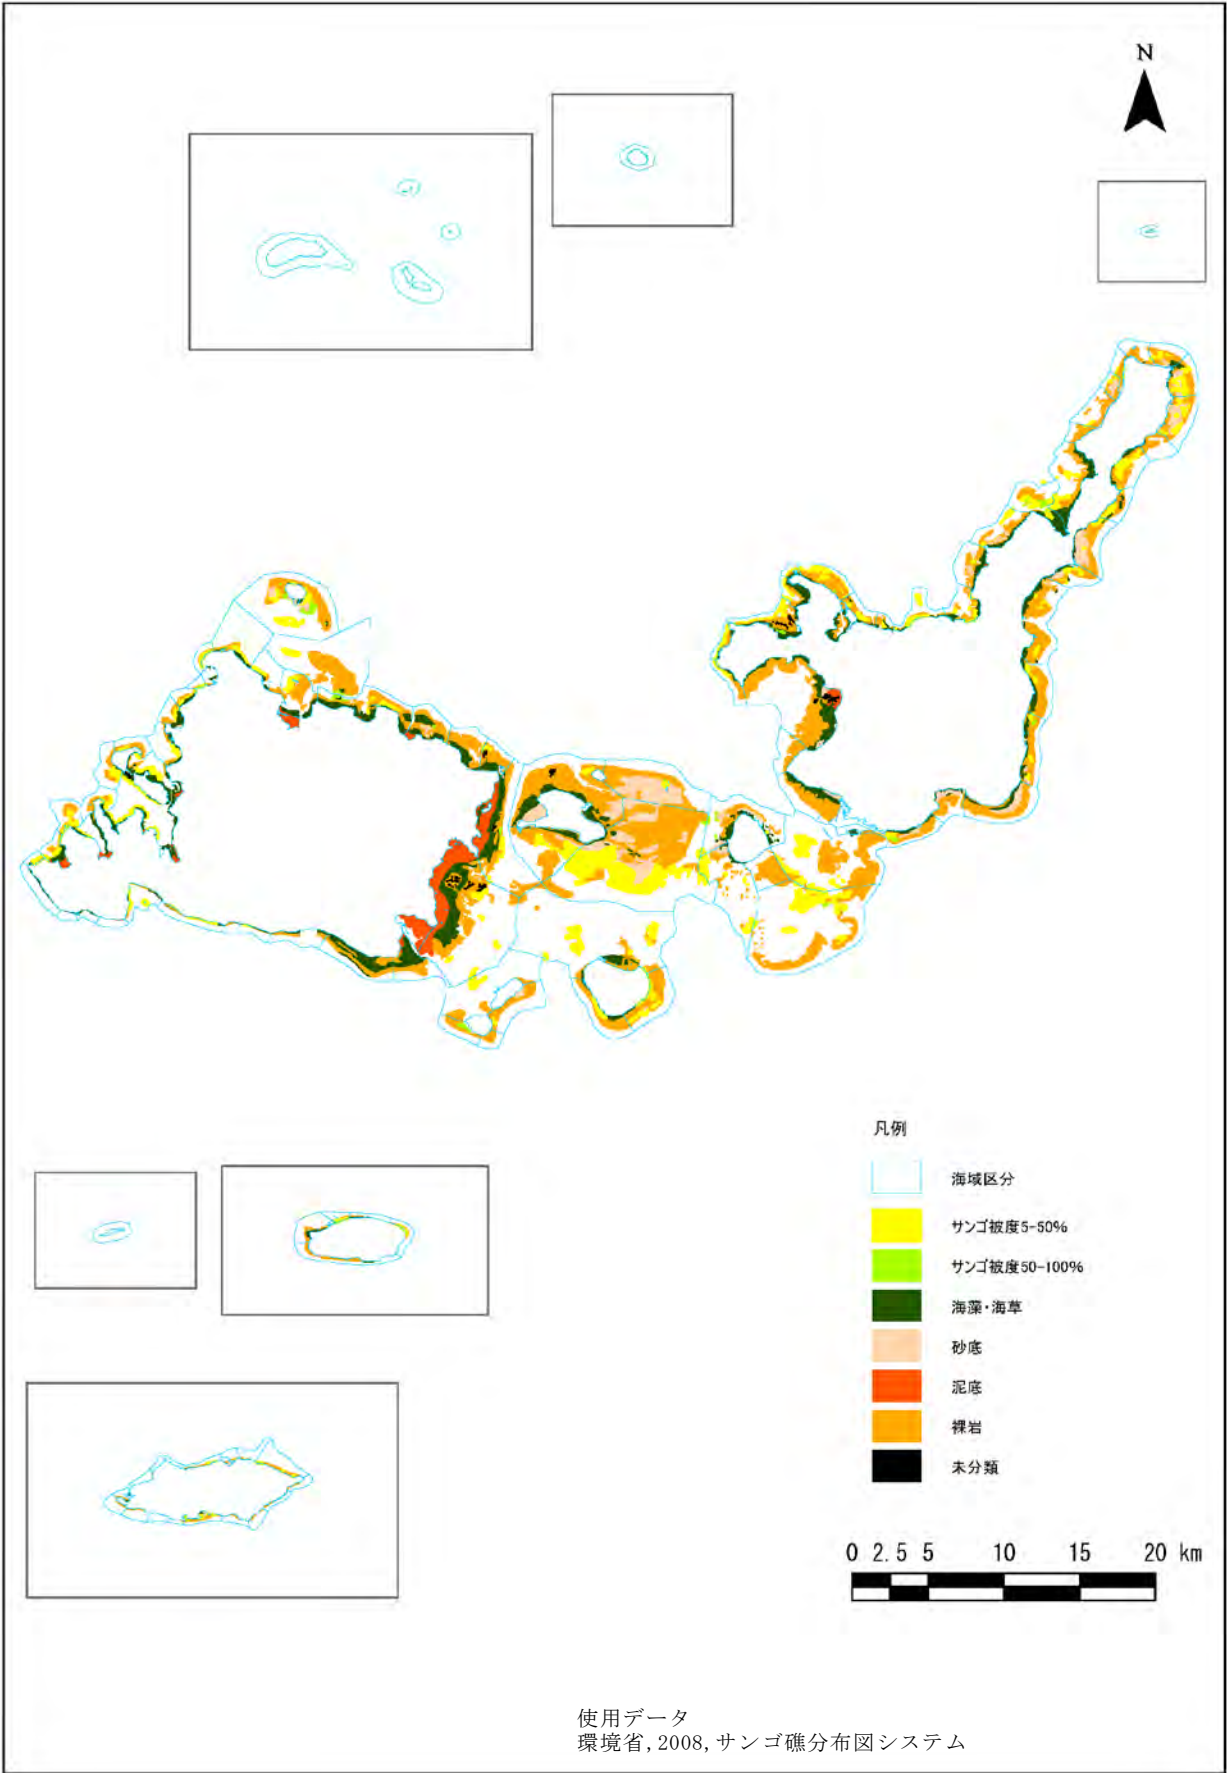 N
凡例
海域区分
サンゴ被度5-50%
サンゴ被度50-100%
海藻・海草
砂底
泥底
裸岩
未分類
0 2.5 5 10 15 20 km
使用データ
環境省,2008,サンゴ礁分布図システム